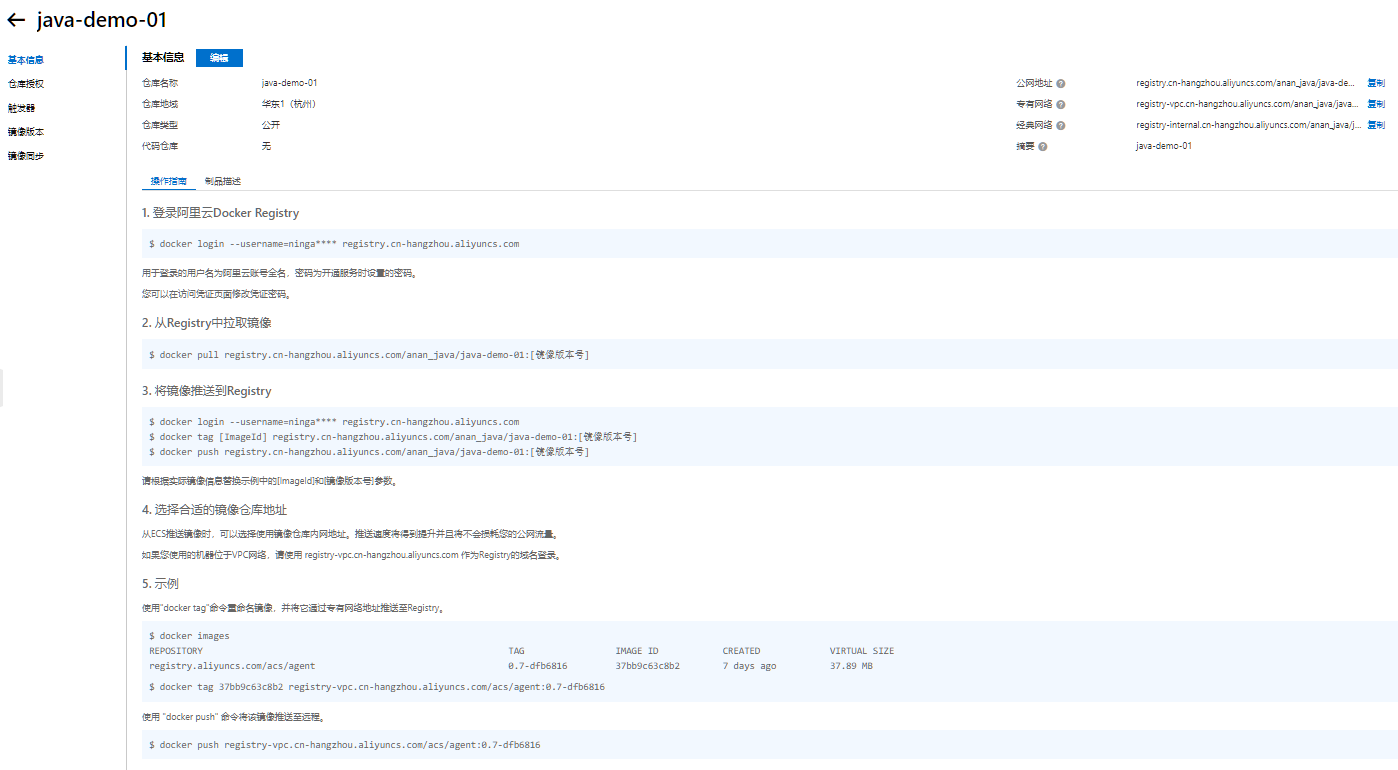 java-demo-01
基本信息
仓库授权
触发器
镜像版本
镜像同步
基本信息 编辑
仓库名称 java-demo-01 公网地址 registry.cn-hangzhou.aliyuncs.com/anan_java/java-de... 复制
仓库地域 华东1（杭州） 专有网络 registry-vpc.cn-hangzhou.aliyuncs.com/anan_java/java... 复制
仓库类型 公开 经典网络 registry-internal.cn-hangzhou.aliyuncs.com/anan_java/j... 复制
代码仓库 无 摘要 java-demo-01
操作指南 制品描述
1. 登录阿里云Docker Registry
$ docker login --username=ninga**** registry.cn-hangzhou.aliyuncs.com
用于登录的用户名为阿里云账号全名，密码为开通服务时设置的密码。
您可以在访问凭证页面修改凭证密码。
2. 从Registry中拉取镜像
$ docker pull registry.cn-hangzhou.aliyuncs.com/anan_java/java-demo-01:[镜像版本号]
3. 将镜像推送到Registry
$ docker login --username=ninga**** registry.cn-hangzhou.aliyuncs.com
$ docker tag [ImageId] registry.cn-hangzhou.aliyuncs.com/anan_java/java-demo-01:[镜像版本号]
$ docker push registry.cn-hangzhou.aliyuncs.com/anan_java/java-demo-01:[镜像版本号]
请根据实际镜像信息替换示例中的[ImageId]和[镜像版本号]参数。
4. 选择合适的镜像仓库地址
从ECS推送镜像时，可以选择使用镜像仓库内网地址。推送速度将得到提升并且将不会损耗您的公网流量。
如果您使用的机器位于VPC网络，请使用 registry-vpc.cn-hangzhou.aliyuncs.com 作为Registry的域名登录。
5. 示例
使用"docker tag"命令重命名镜像，并将它通过专有网络地址推送至Registry。
$ docker images
REPOSITORY TAG IMAGE ID CREATED VIRTUAL SIZE
registry.aliyuncs.com/acs/agent 0.7-dfb6816 37bb9c63c8b2 7 days ago 37.89 MB
$ docker tag 37bb9c63c8b2 registry-vpc.cn-hangzhou.aliyuncs.com/acs/agent:0.7-dfb6816
使用 "docker push" 命令将该镜像推送至远程。
$ docker push registry-vpc.cn-hangzhou.aliyuncs.com/acs/agent:0.7-dfb6816